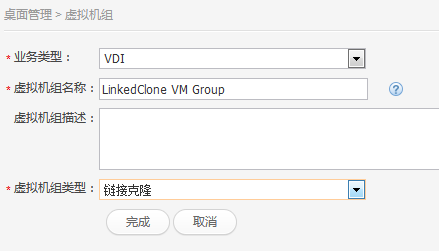 桌面管理 > 虚拟机组
* 业务类型： VDI
* 虚拟机组名称： LinkedClone VM Group ?
虚拟机组描述：
* 虚拟机组类型： 链接克隆
完成 取消